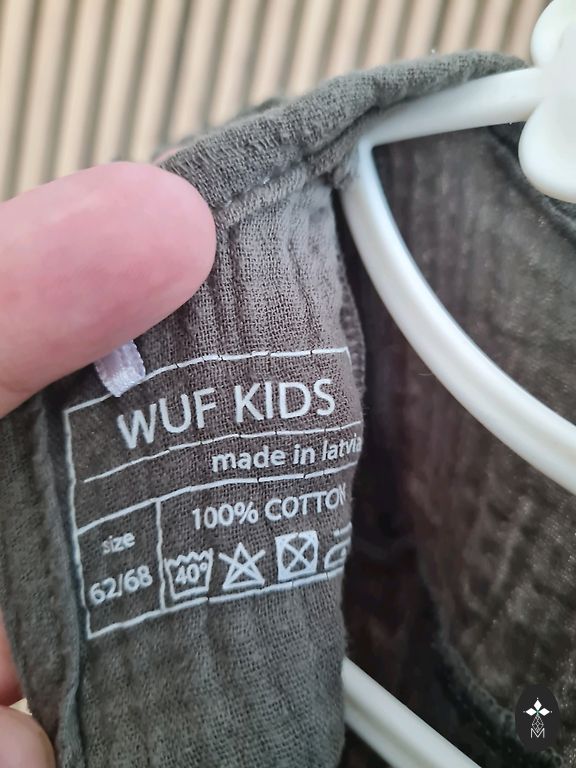 WUF KIDS
made in latvia
100% COTTON
size
62/68
40°
M